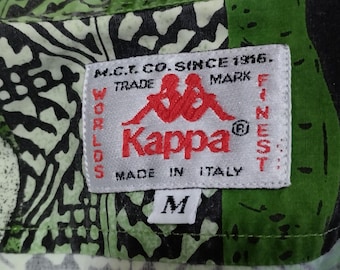 M.C.T. CO. SINCE 1916.
TRADE MARK
WORLDS
FINEST
Kappa®
MADE IN ITALY
M